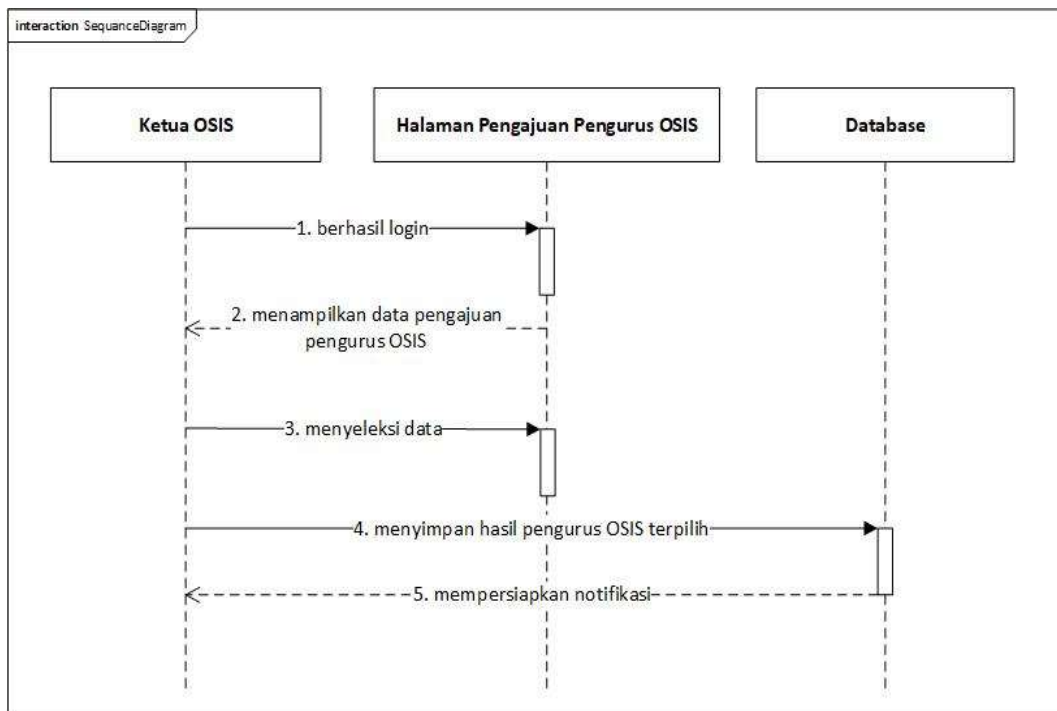 interaction SequanceDiagram
Ketua OSIS
Halaman Pengajuan Pengurus OSIS
Database
1. berhasil login
2. menampilkan data pengajuan
pengurus OSIS
3. menyeleksi data
4. menyimpan hasil pengurus OSIS terpilih
5. mempersiapkan notifikasi